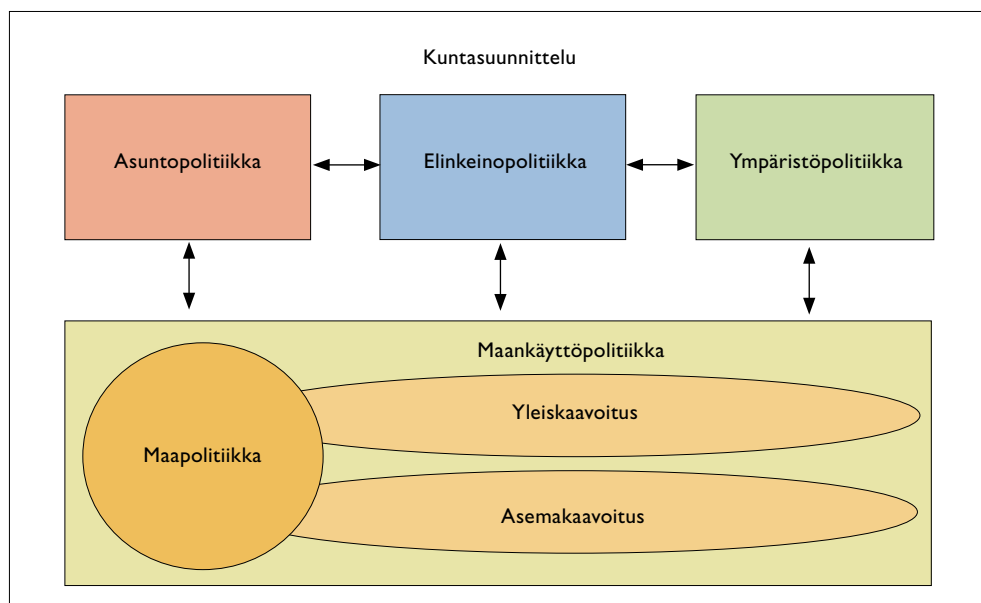 Kuntasuunnittelu
Asuntopolitiikka
Elinkeinopolitiikka
Ympäristöpolitiikka
Maankäyttöpolitiikka
Yleiskaavoitus
Maapolitiikka
Asemakaavoitus